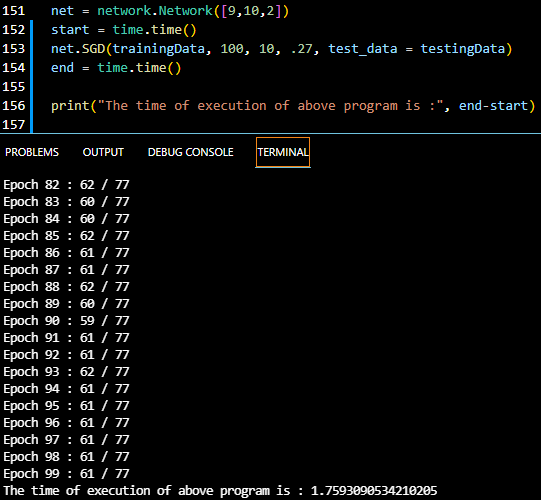 151 net = network.Network([9,10,2])
152 start = time.time()
153 net.SGD(trainingData, 100, 10, .27, test_data = testingData)
154 end = time.time()
155
156 print("The time of execution of above program is :", end-start)
157
PROBLEMS OUTPUT DEBUG CONSOLE TERMINAL
Epoch 82 : 62 / 77
Epoch 83 : 60 / 77
Epoch 84 : 60 / 77
Epoch 85 : 62 / 77
Epoch 86 : 61 / 77
Epoch 87 : 61 / 77
Epoch 88 : 62 / 77
Epoch 89 : 60 / 77
Epoch 90 : 59 / 77
Epoch 91 : 61 / 77
Epoch 92 : 61 / 77
Epoch 93 : 62 / 77
Epoch 94 : 61 / 77
Epoch 95 : 61 / 77
Epoch 96 : 61 / 77
Epoch 97 : 61 / 77
Epoch 98 : 61 / 77
Epoch 99 : 61 / 77
The time of execution of above program is : 1.7593090534210205